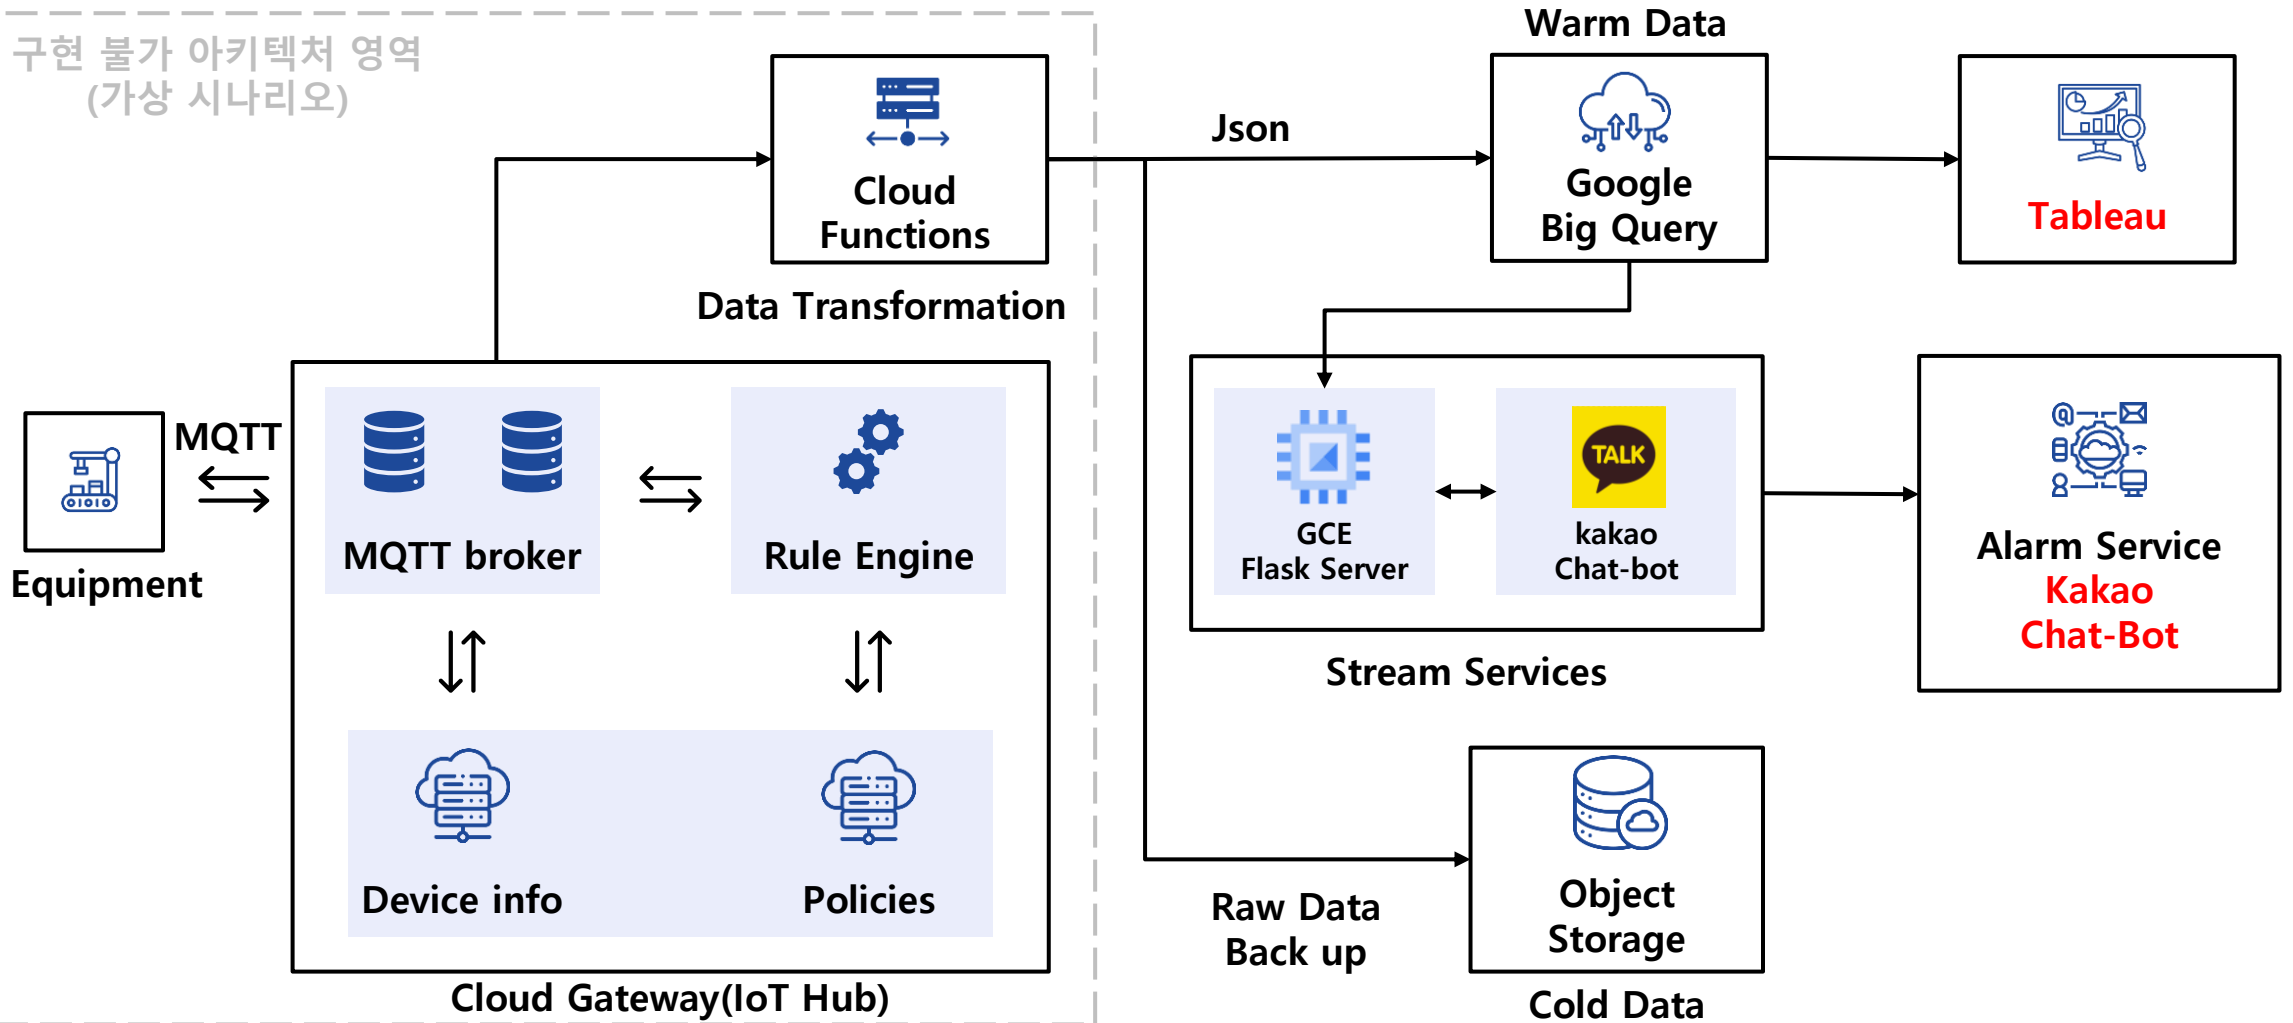 구현 불가 아키텍처 영역
(가상 시나리오)
Cloud
Functions
Data Transformation
Json
Warm Data
Google
Big Query
Tableau
MQTT
Equipment
MQTT broker
Rule Engine
Device info
Policies
Cloud Gateway(IoT Hub)
GCE
Flask Server
TALK
kakao
Chat-bot
Stream Services
Alarm Service
Kakao
Chat-Bot
Raw Data
Back up
Object
Storage
Cold Data